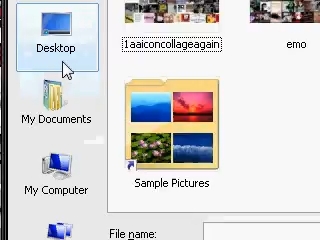 Desktop
1aaiconcollageagain
emo
My Documents
Sample Pictures
My Computer
File name: